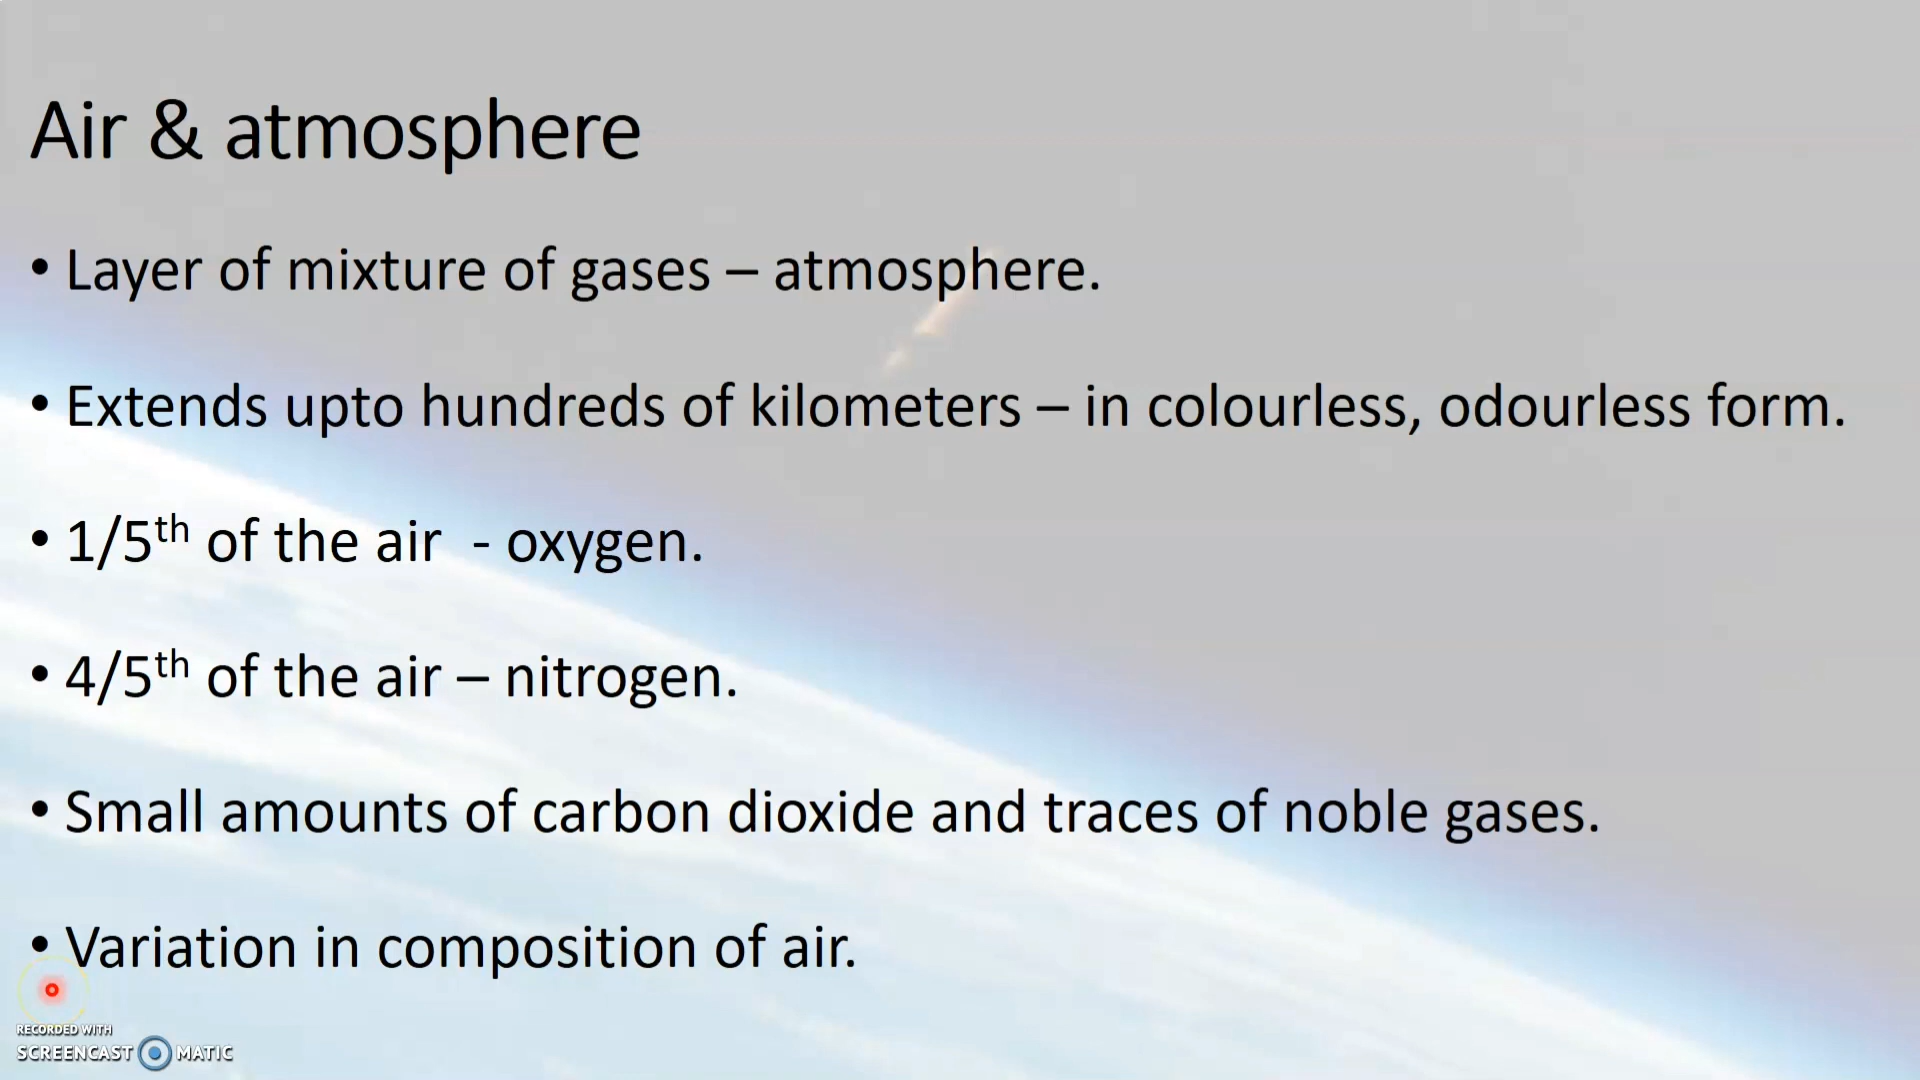 Air & atmosphere
• Layer of mixture of gases – atmosphere.
• Extends upto hundreds of kilometers – in colourless, odourless form.
• 1/5th of the air  - oxygen.
• 4/5th of the air – nitrogen.
• Small amounts of carbon dioxide and traces of noble gases.
• Variation in composition of air.
RECORDED WITH
SCREENCAST MATIC